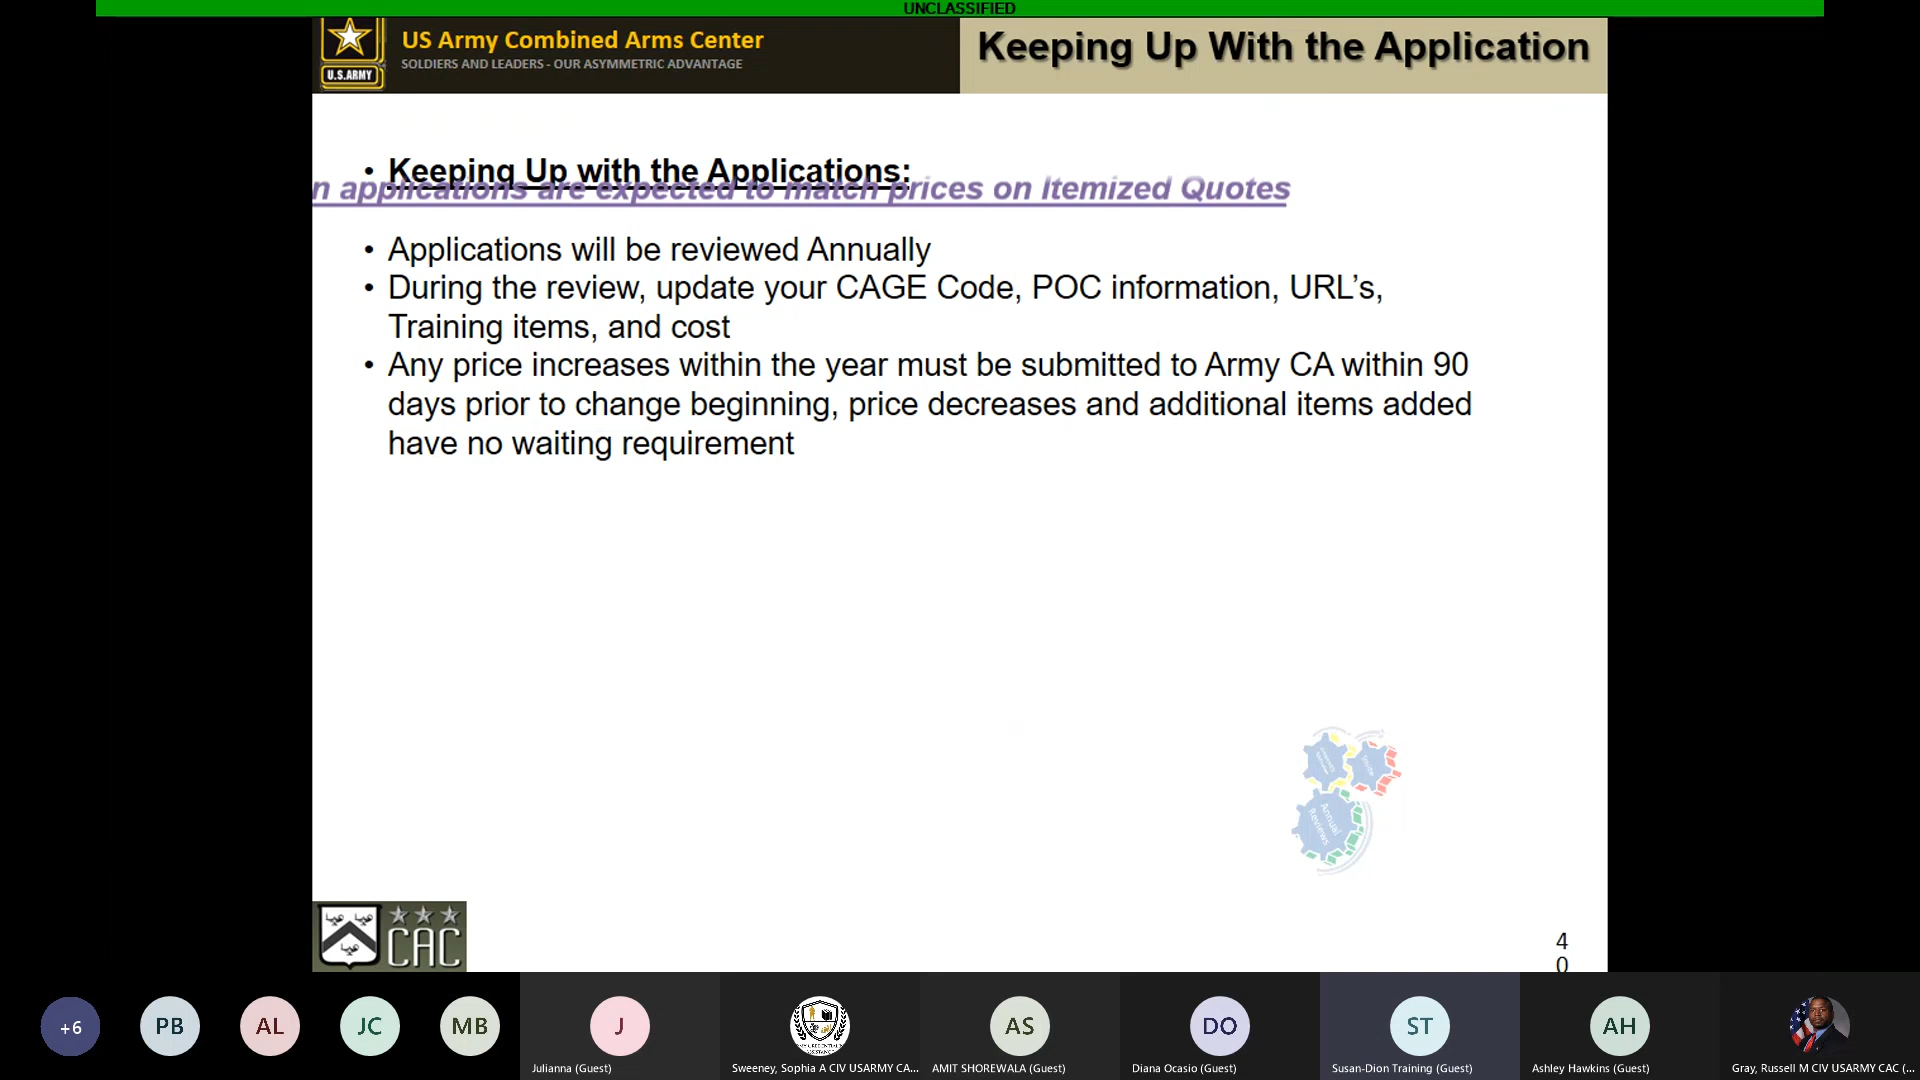 UNCLASSIFIED
US Army Combined Arms Center
SOLDIERS AND LEADERS - OUR ASYMMETRIC ADVANTAGE
U.S.ARMY
Keeping Up With the Application
• Keeping Up with the Applications:
n applications are expected to match prices on Itemized Quotes
• Applications will be reviewed Annually
• During the review, update your CAGE Code, POC information, URL’s,
Training items, and cost
• Any price increases within the year must be submitted to Army CA within 90
days prior to change beginning, price decreases and additional items added
have no waiting requirement
Annual
Reviews
CAC
4
0
+6
PB
AL
JC
MB
J
AS
DO
ST
AH
Julianna (Guest)
Sweeney, Sophia A CIV USARMY CA...
AMIT SHOREWALA (Guest)
Diana Ocasio (Guest)
Susan-Dion Training (Guest)
Ashley Hawkins (Guest)
Gray, Russell M CIV USARMY CAC (...